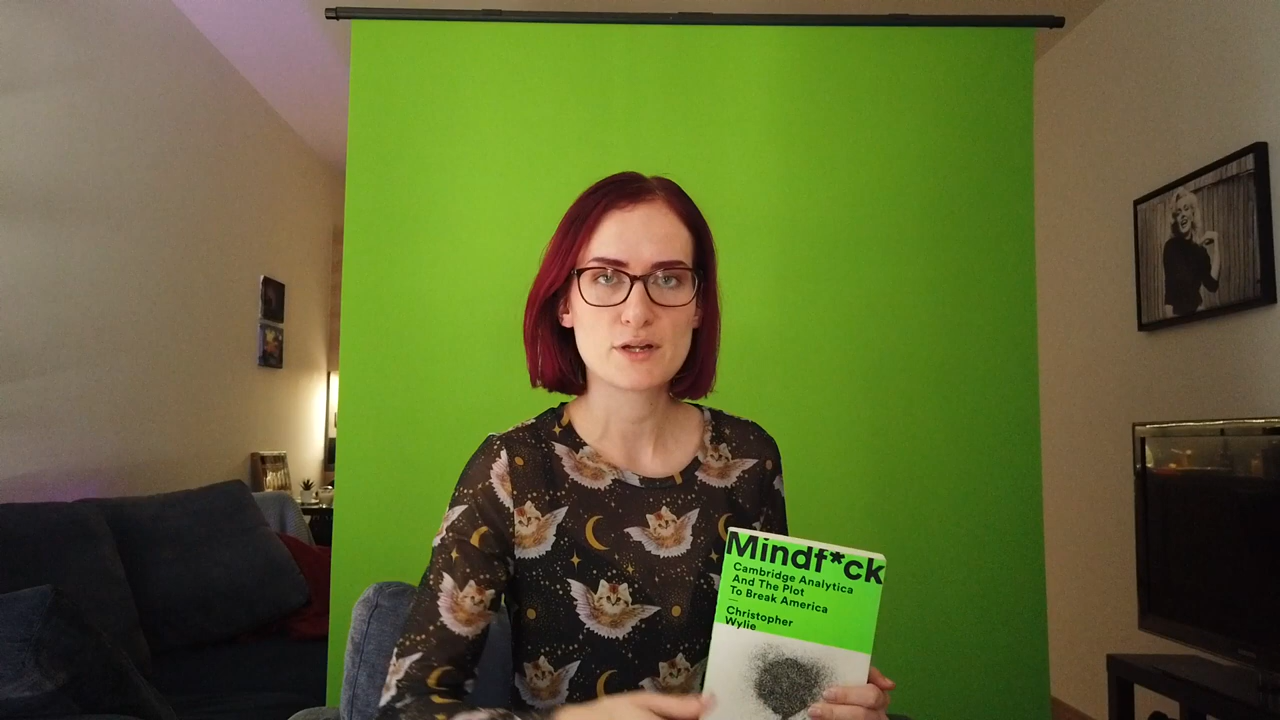 Mindf*ck
Cambridge Analytica
And The Plot
To Break America
—
Christopher
Wylie